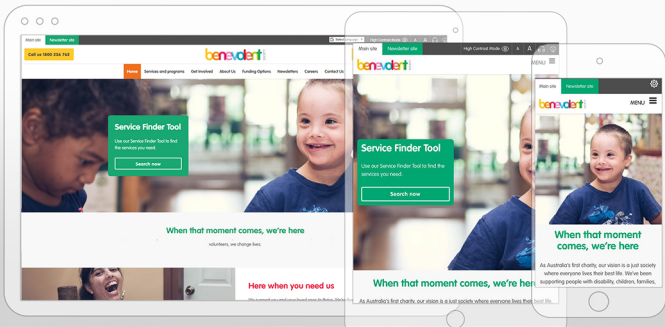 Main site
Newsletter site
Select Language
High Contrast Mode
A
A
Call us 1800 236 762
benevolent
Home
Services and programs
Get Involved
About Us
Funding Options
Newsletters
Careers
Contact Us
Service Finder Tool
Use our Service Finder Tool to find
the services you need
Search now
When that moment comes, we're here
volunteers, we change lives
Here when you need us
Main site
Newsletter site
High Contrast Mode
A
A
benevolent
MENU
Service Finder Tool
Use our Service Finder Tool to find the
services you need
Search now
When that moment comes, we're here
As Australia's first charity, our vision is a just society where everyone lives their best life.
Main site
Newsletter site
benevolent
MENU
When that moment
comes, we're here
As Australia's first charity, our vision is a just society
where everyone lives their best life. We've been
supporting people with disability, children, families,